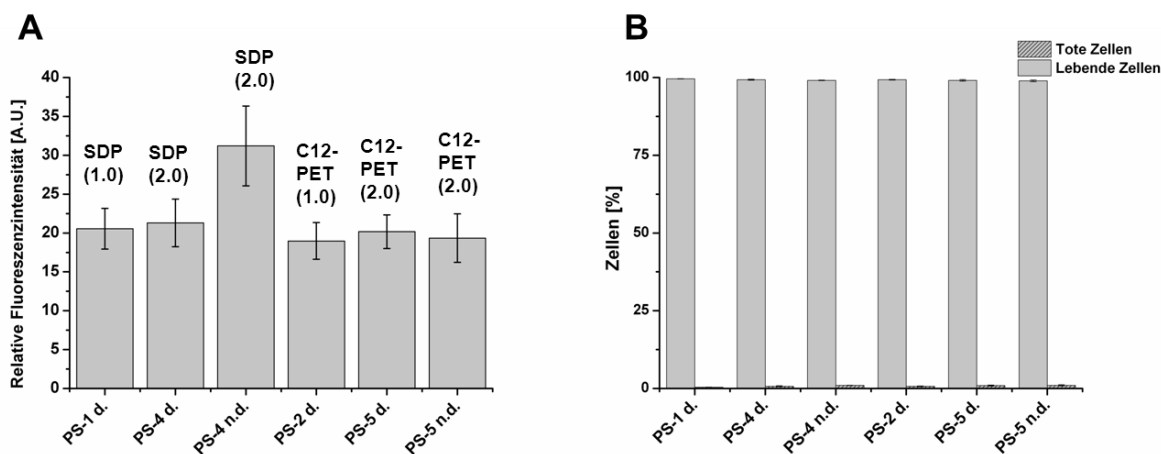 A
SDP
(2.0)
SDP
(1.0)
SDP
(2.0)
C12-
PET
(1.0)
C12-
PET
(2.0)
C12-
PET
(2.0)
Relative Fluoreszenzintensität [A.U.]
40
35
30
25
20
15
10
5
0
PS-1 d.
PS-4 d.
PS-4 n.d.
PS-2 d.
PS-5 d.
PS-5 n.d.
B
Tote Zellen
Lebende Zellen
Zellen [%]
100
75
50
25
0
PS-1 d.
PS-4 d.
PS-4 n.d.
PS-2 d.
PS-5 d.
PS-5 n.d.